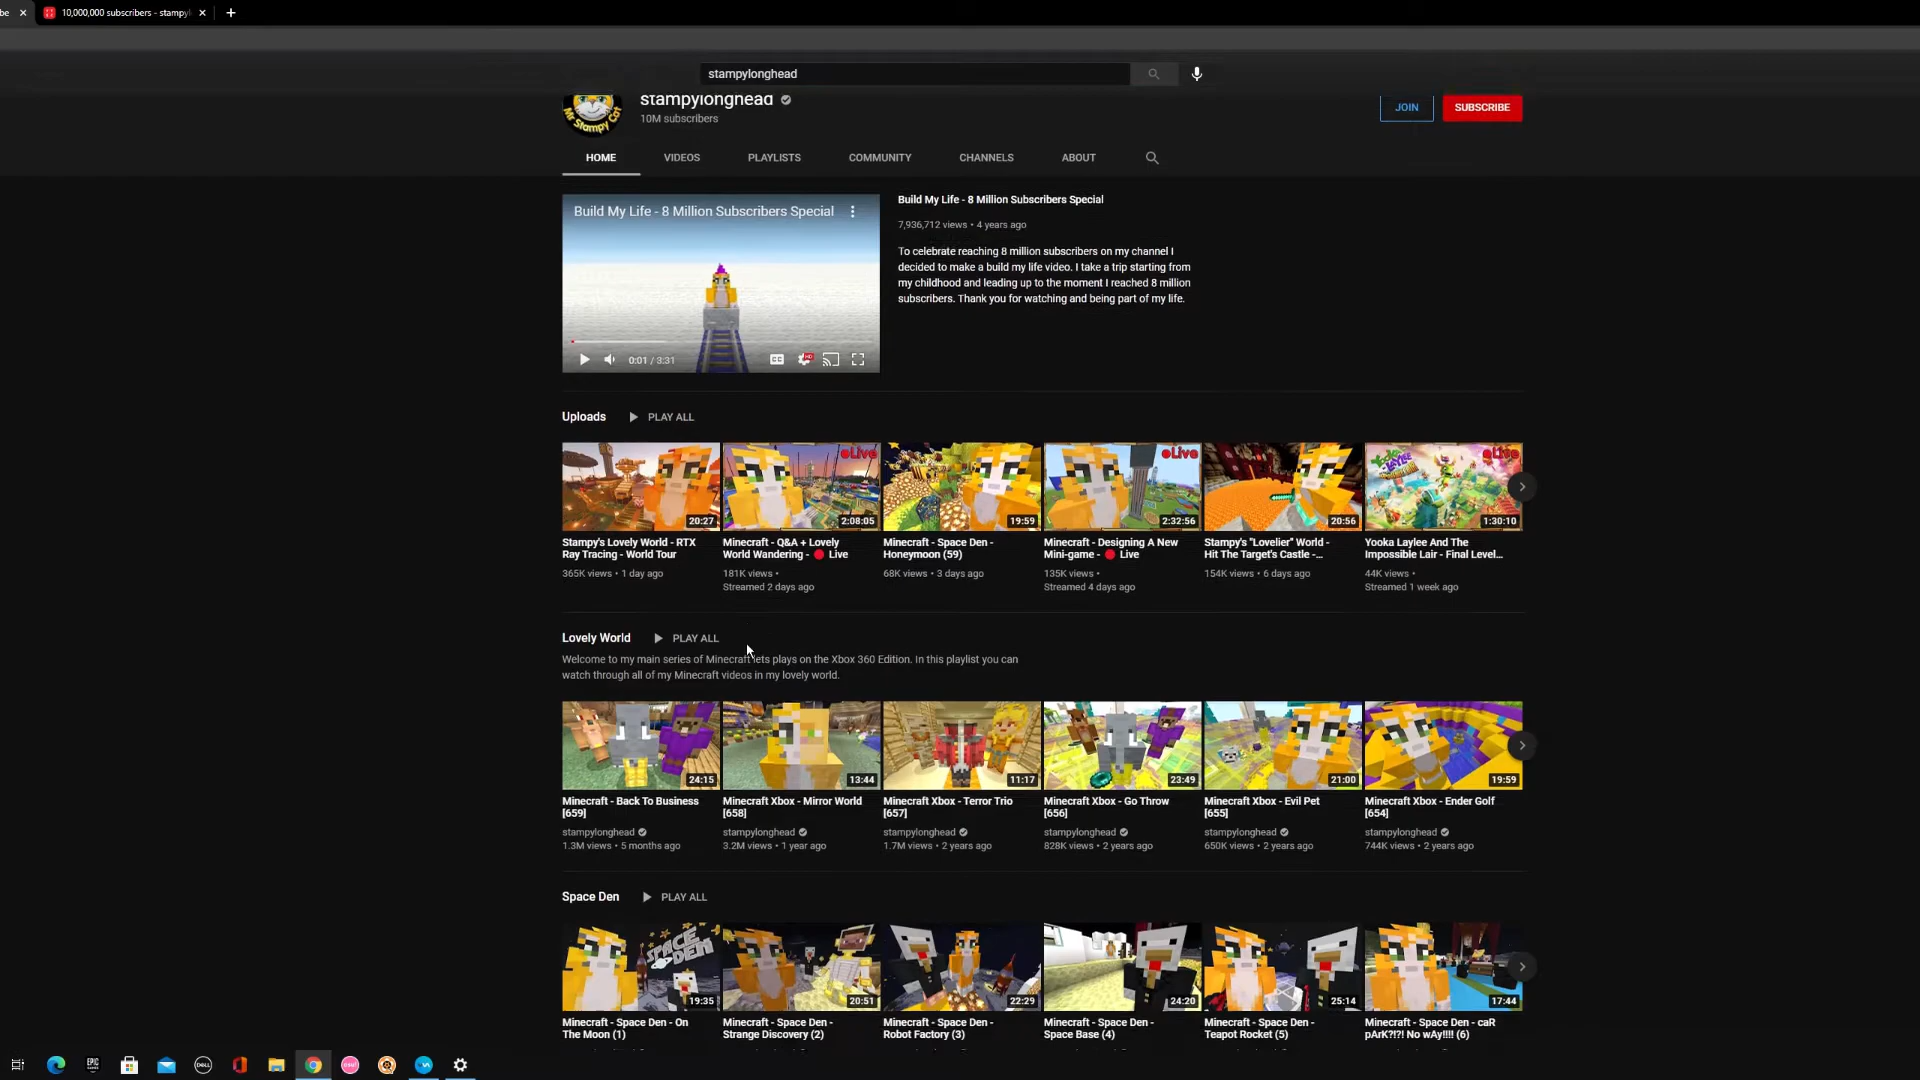 be
10,000,000 subscribers - stampyl
stampylonghead
Mr Stampy Cat
stampylonghead
10M subscribers
JOIN
SUBSCRIBE
HOME VIDEOS PLAYLISTS COMMUNITY CHANNELS ABOUT
Build My Life - 8 Million Subscribers Special
0:01 / 3:31
CC
HD
Build My Life - 8 Million Subscribers Special
7,936,712 views • 4 years ago
To celebrate reaching 8 million subscribers on my channel I
decided to make a build my life video. I take a trip starting from
my childhood and leading up to the moment I reached 8 million
subscribers. Thank you for watching and being part of my life.
Uploads PLAY ALL
20:27
Stampy's Lovely World - RTX
Ray Tracing - World Tour
365K views • 1 day ago
Live
2:08:05
Minecraft - Q&A + Lovely
World Wandering - 🔴 Live
181K views •
Streamed 2 days ago
19:59
Minecraft - Space Den -
Honeymoon (59)
68K views • 3 days ago
Live
2:32:56
Minecraft - Designing A New
Mini-game - 🔴 Live
135K views •
Streamed 4 days ago
20:56
Stampy's "Lovelier" World -
Hit The Target's Castle -...
154K views • 6 days ago
Live
1:30:10
Yooka Laylee And The
Impossible Lair - Final Level...
44K views •
Streamed 1 week ago
Lovely World PLAY ALL
Welcome to my main series of Minecraft lets plays on the Xbox 360 Edition. In this playlist you can
watch through all of my Minecraft videos in my lovely world.
24:15
Minecraft - Back To Business
[659]
stampylonghead
1.3M views • 5 months ago
13:44
Minecraft Xbox - Mirror World
[658]
stampylonghead
3.2M views • 1 year ago
11:17
Minecraft Xbox - Terror Trio
[657]
stampylonghead
1.7M views • 2 years ago
23:49
Minecraft Xbox - Go Throw
[656]
stampylonghead
828K views • 2 years ago
21:00
Minecraft Xbox - Evil Pet
[655]
stampylonghead
650K views • 2 years ago
19:59
Minecraft Xbox - Ender Golf
[654]
stampylonghead
744K views • 2 years ago
Space Den PLAY ALL
SPACE
DEN
19:35
Minecraft - Space Den - On
The Moon (1)
20:51
Minecraft - Space Den -
Strange Discovery (2)
22:29
Minecraft - Space Den -
Robot Factory (3)
24:20
Minecraft - Space Den -
Space Base (4)
25:14
Minecraft - Space Den -
Teapot Rocket (5)
17:44
Minecraft - Space Den - caR
pArK?!?! No wAy!!!! (6)
EPIC
DELL
osu!